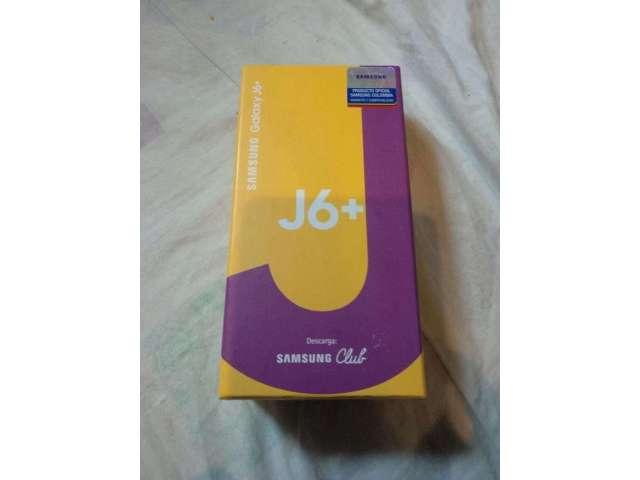 SAMSUNG
PRODUCTO OFICIAL
SAMSUNG COLOMBIA
SAMSUNG Galaxy J6+
J6+
Descarga:
SAMSUNG Club